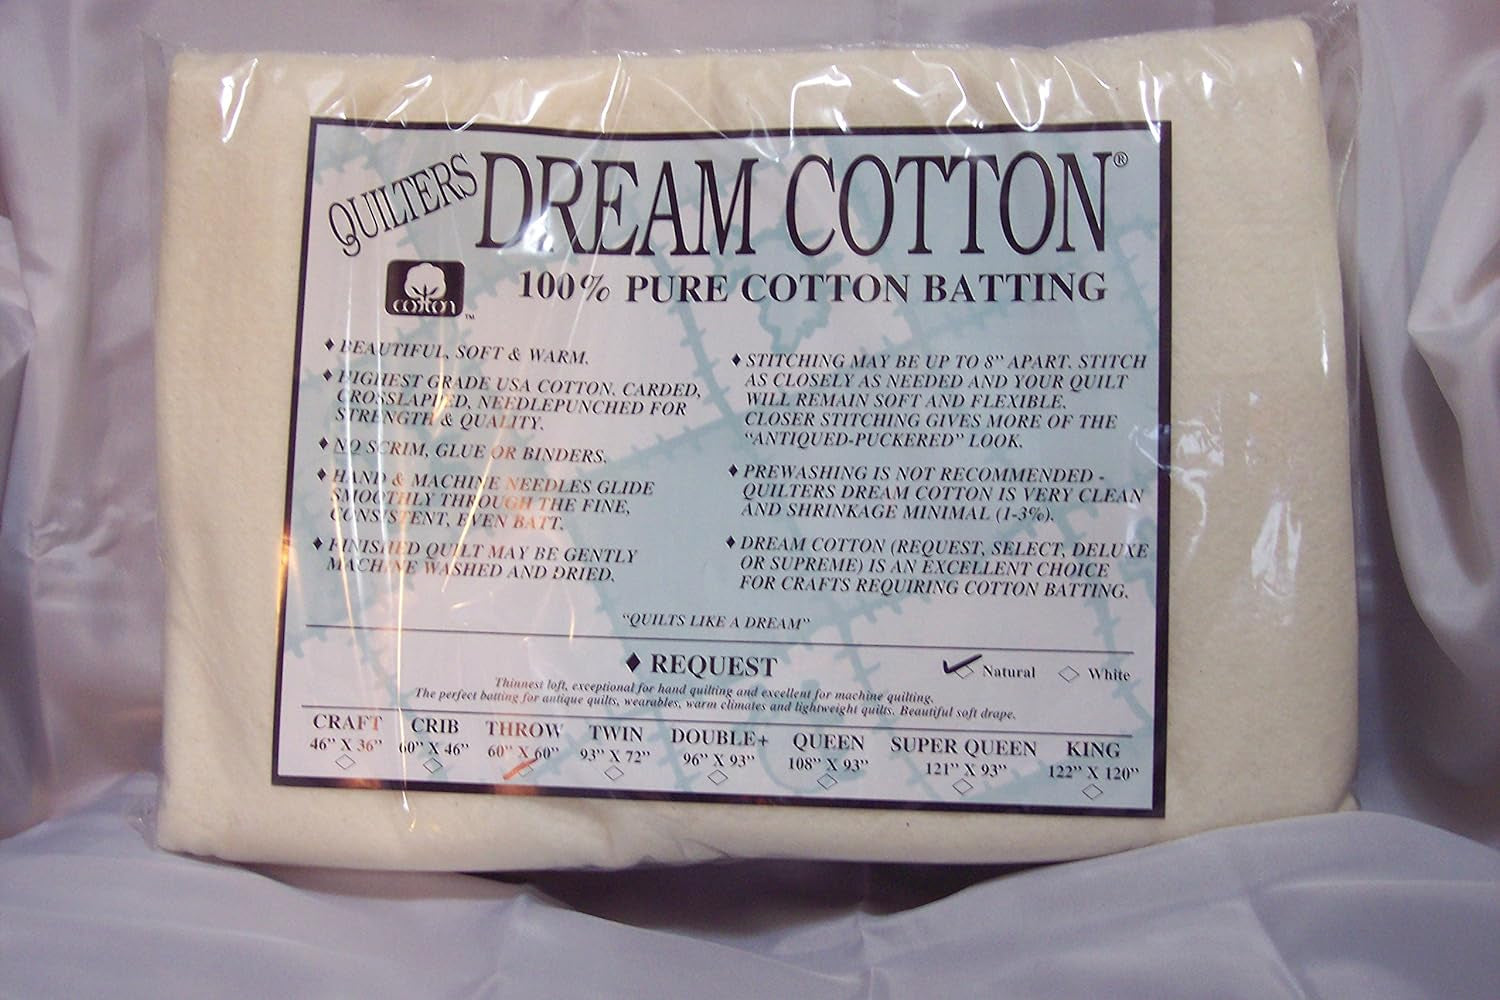 QUILTERS DREAM COTTON®
cotton™
100% PURE COTTON BATTING
♦ BEAUTIFUL, SOFT & WARM.
♦ HIGHEST GRADE USA COTTON. CARDED,
CROSSLAPPED, NEEDLEPUNCHED FOR
STRENGTH & QUALITY.
♦ NO SCRIM, GLUE OR BINDERS.
♦ HAND & MACHINE NEEDLES GLIDE
SMOOTHLY THROUGH THE FINE,
CONSISTENT, EVEN BATT.
♦ FINISHED QUILT MAY BE GENTLY
MACHINE WASHED AND DRIED.
♦ STITCHING MAY BE UP TO 8” APART. STITCH
AS CLOSELY AS NEEDED AND YOUR QUILT
WILL REMAIN SOFT AND FLEXIBLE.
CLOSER STITCHING GIVES MORE OF THE
“ANTIQUED-PUCKERED” LOOK.
♦ PREWASHING IS NOT RECOMMENDED -
QUILTERS DREAM COTTON IS VERY CLEAN
AND SHRINKAGE MINIMAL (1-3%).
♦ DREAM COTTON (REQUEST, SELECT, DELUXE
OR SUPREME) IS AN EXCELLENT CHOICE
FOR CRAFTS REQUIRING COTTON BATTING.
“QUILTS LIKE A DREAM”
♦ REQUEST ✓ Natural ◇ White
Thinnest loft, exceptional for hand quilting and excellent for machine quilting.
The perfect batting for antique quilts, wearables, warm climates and lightweight quilts. Beautiful soft drape.
CRAFT CRIB THROW TWIN DOUBLE+ QUEEN SUPER QUEEN KING
46” X 36” 60” X 46” 60” X 60” 93” X 72” 96” X 93” 108” X 93” 121” X 93” 122” X 120”